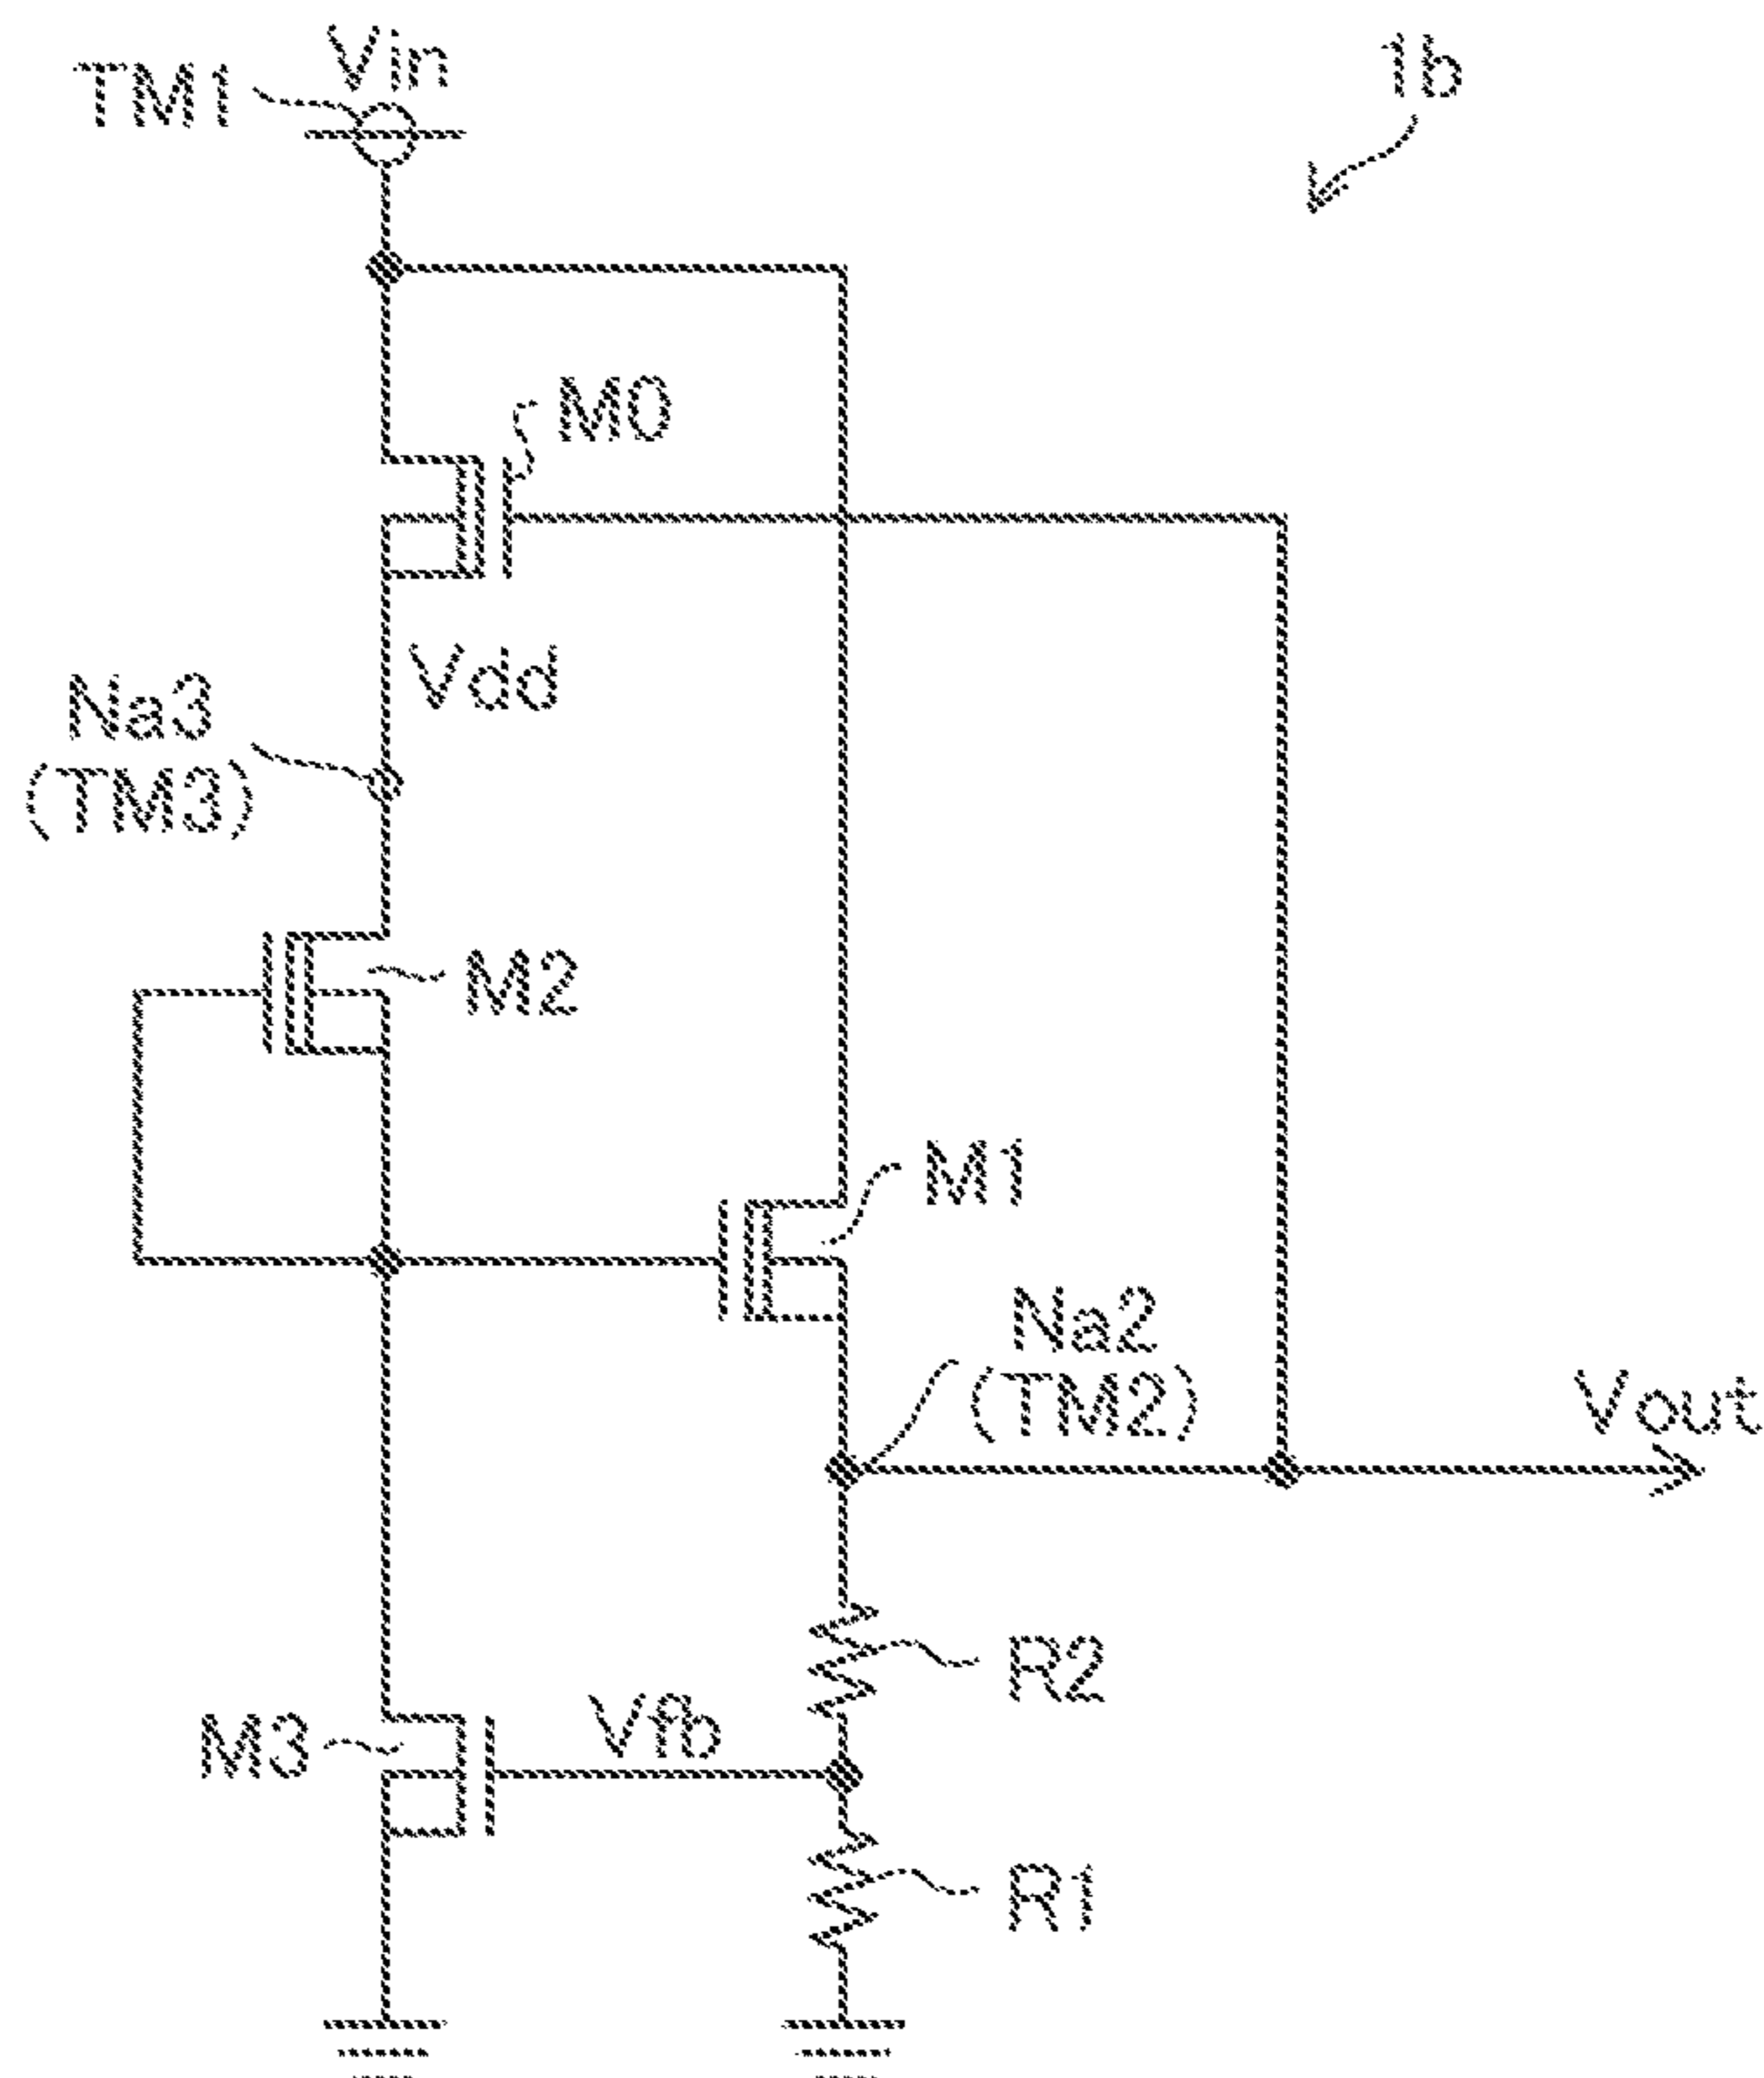 Vin
TM1
1b
M0
Vdd
Na3
(TM3)
M2
M1
Na2
(TM2)
Vout
R2
Vfb
M3
R1